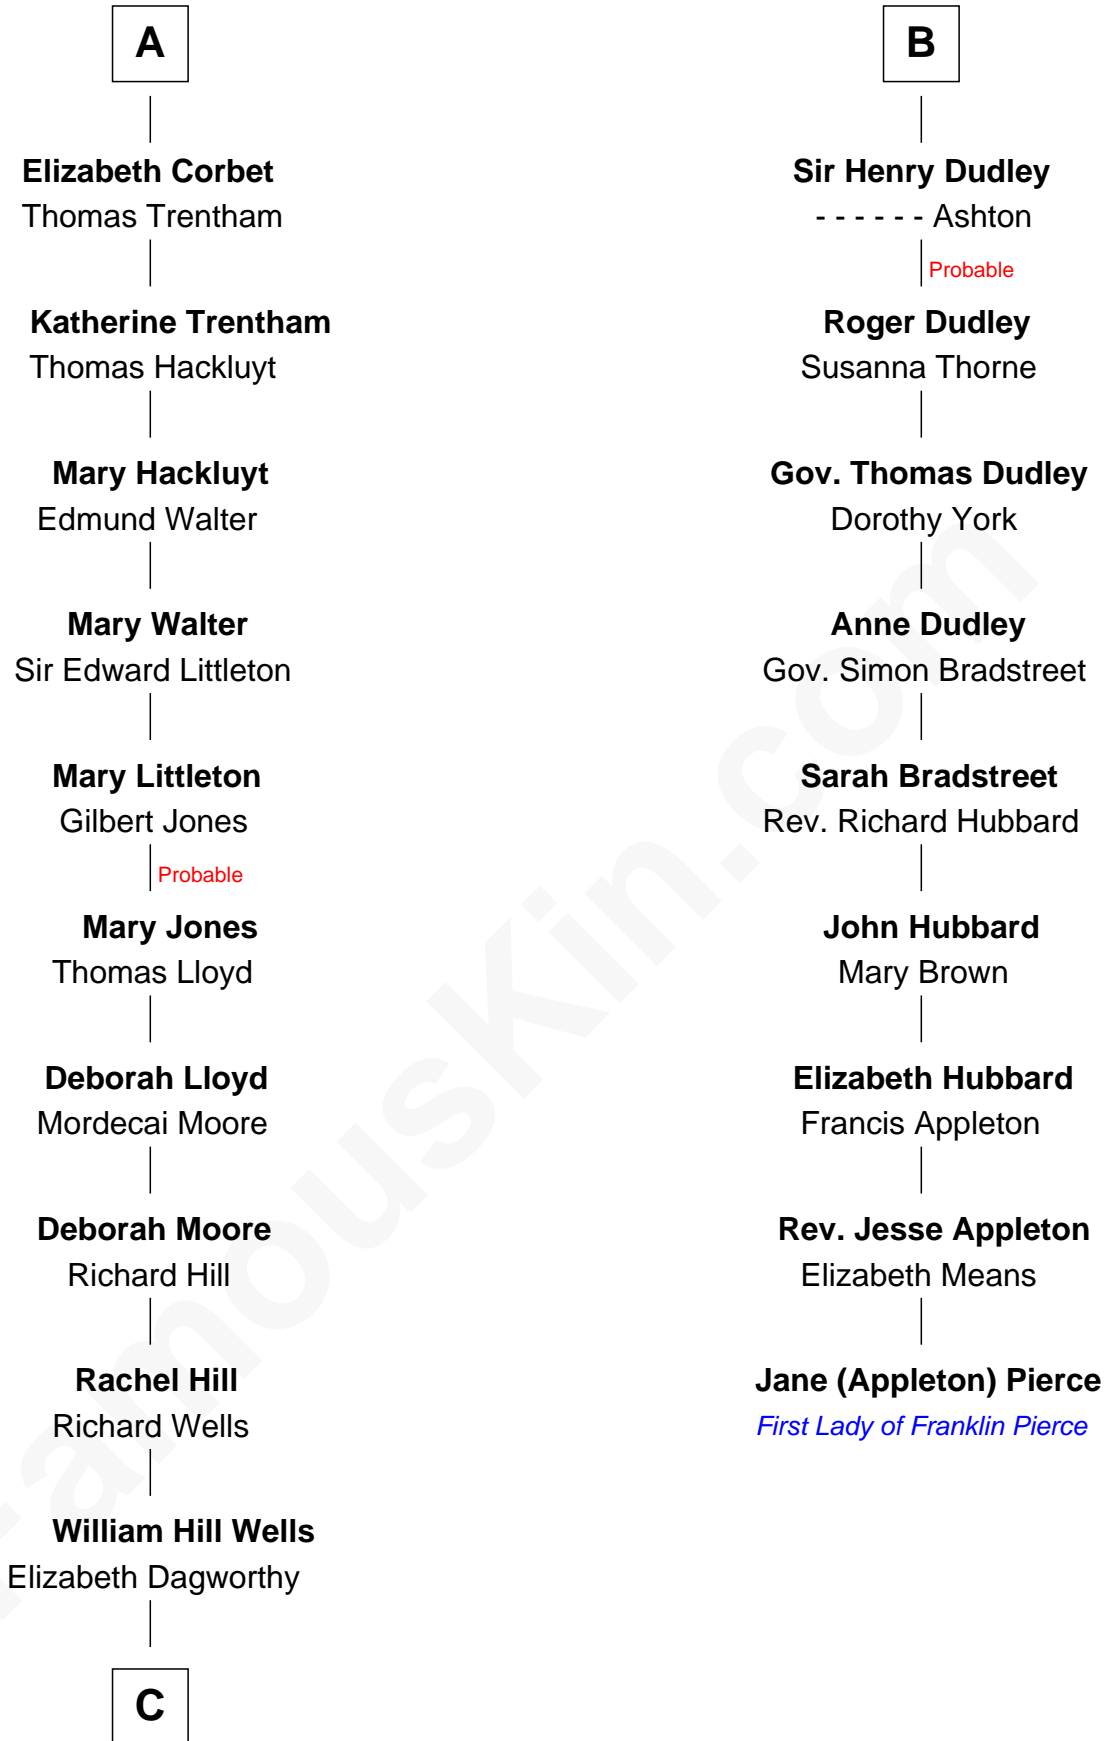 A
Elizabeth Corbet
Thomas Trentham
Katherine Trentham
Thomas Hackluyt
Mary Hackluyt
Edmund Walter
Mary Walter
Sir Edward Littleton
Mary Littleton
Gilbert Jones
Probable
Mary Jones
Thomas Lloyd
Deborah Lloyd
Mordecai Moore
Deborah Moore
Richard Hill
Rachel Hill
Richard Wells
William Hill Wells
Elizabeth Dagworthy
C
B
Sir Henry Dudley
- - - - - - Ashton
Probable
Roger Dudley
Susanna Thorne
Gov. Thomas Dudley
Dorothy York
Anne Dudley
Gov. Simon Bradstreet
Sarah Bradstreet
Rev. Richard Hubbard
John Hubbard
Mary Brown
Elizabeth Hubbard
Francis Appleton
Rev. Jesse Appleton
Elizabeth Means
Jane (Appleton) Pierce
First Lady of Franklin Pierce
FamousKin.com